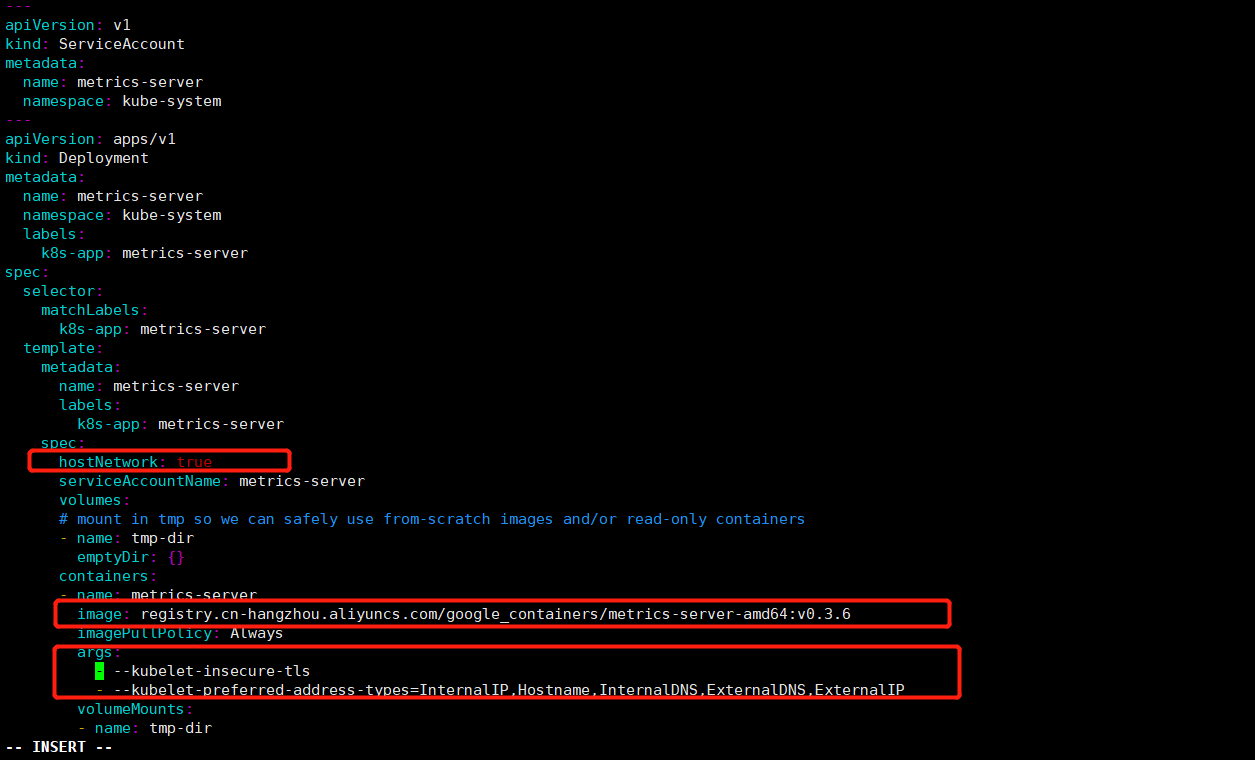 ---
apiVersion: v1
kind: ServiceAccount
metadata:
  name: metrics-server
  namespace: kube-system
---
apiVersion: apps/v1
kind: Deployment
metadata:
  name: metrics-server
  namespace: kube-system
  labels:
    k8s-app: metrics-server
spec:
  selector:
    matchLabels:
      k8s-app: metrics-server
  template:
    metadata:
      name: metrics-server
      labels:
        k8s-app: metrics-server
    spec:
      hostNetwork: true
      serviceAccountName: metrics-server
      volumes:
      # mount in tmp so we can safely use from-scratch images and/or read-only containers
      - name: tmp-dir
        emptyDir: {}
      containers:
      - name: metrics-server
        image: registry.cn-hangzhou.aliyuncs.com/google_containers/metrics-server-amd64:v0.3.6
        imagePullPolicy: Always
        args:
          - --kubelet-insecure-tls
          - --kubelet-preferred-address-types=InternalIP,Hostname,InternalDNS,ExternalDNS,ExternalIP
        volumeMounts:
        - name: tmp-dir
-- INSERT --